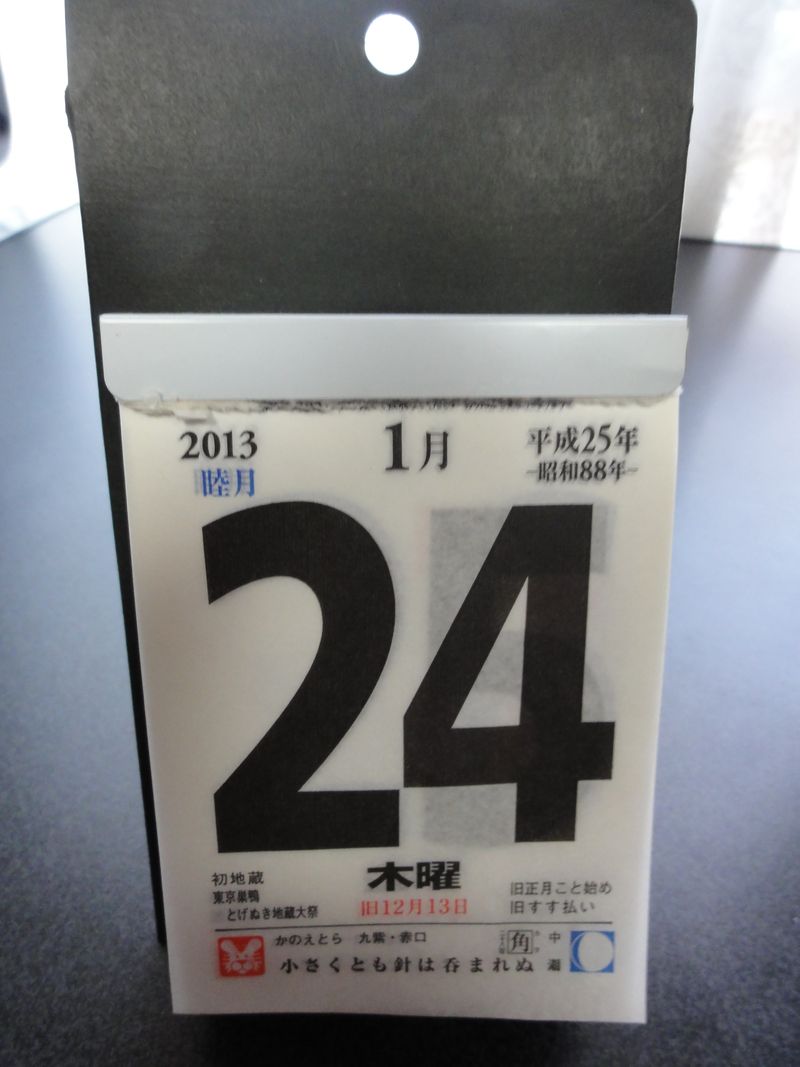 2013
睦月
1月
平成25年
昭和88年
24
初地蔵
東京巣鴨
とげぬき地蔵大祭
木曜
旧12月13日
旧正月こと始め
旧すす払い
かのえとら 九紫・赤口
角
中潮
小さくとも針は呑まれぬ